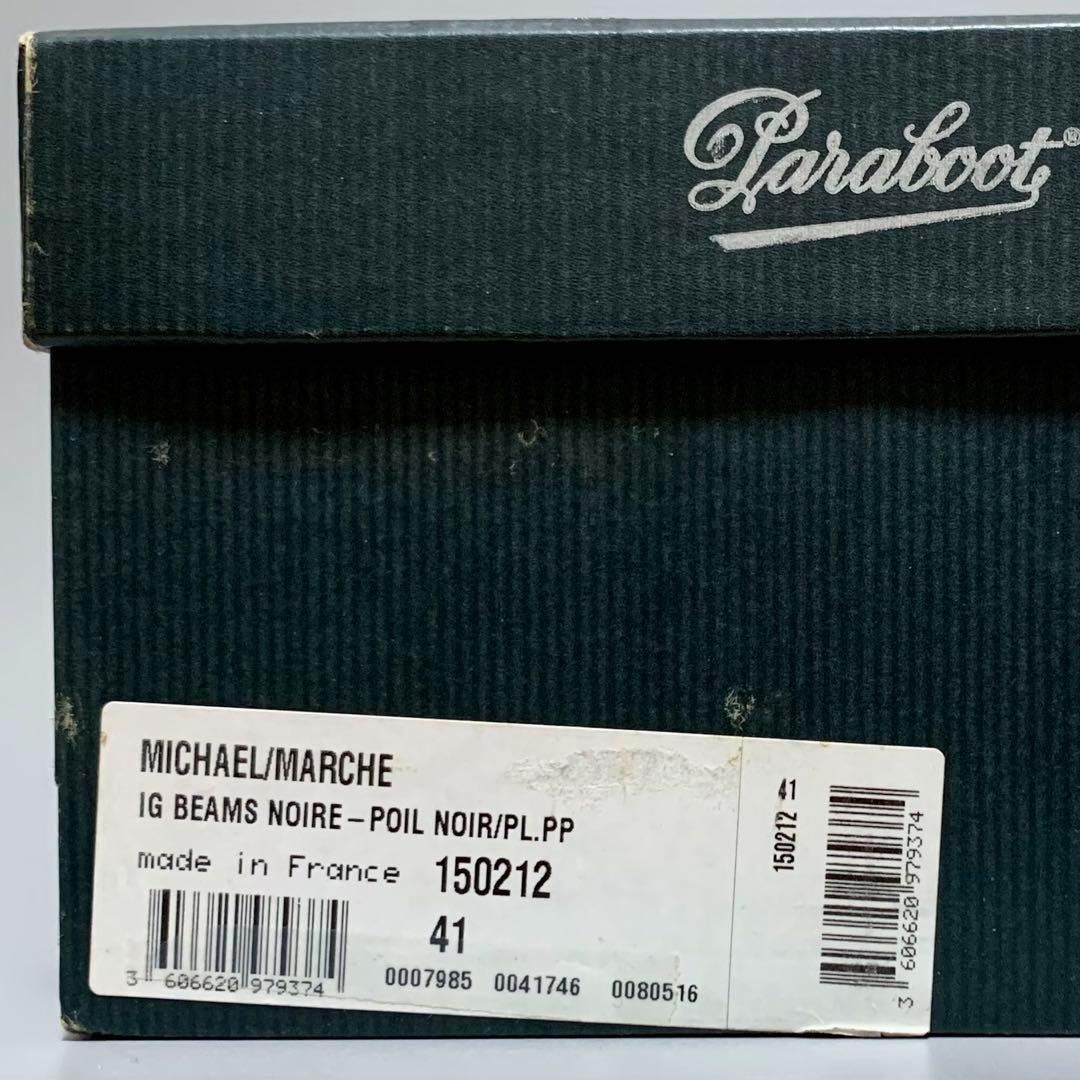 Paraboot®
MICHAEL/MARCHE
IG BEAMS NOIRE – POIL NOIR/PL.PP
made in France 150212
41
3 606620 979374
0007985 0041746 0080516
41
150212
3 606620 979374